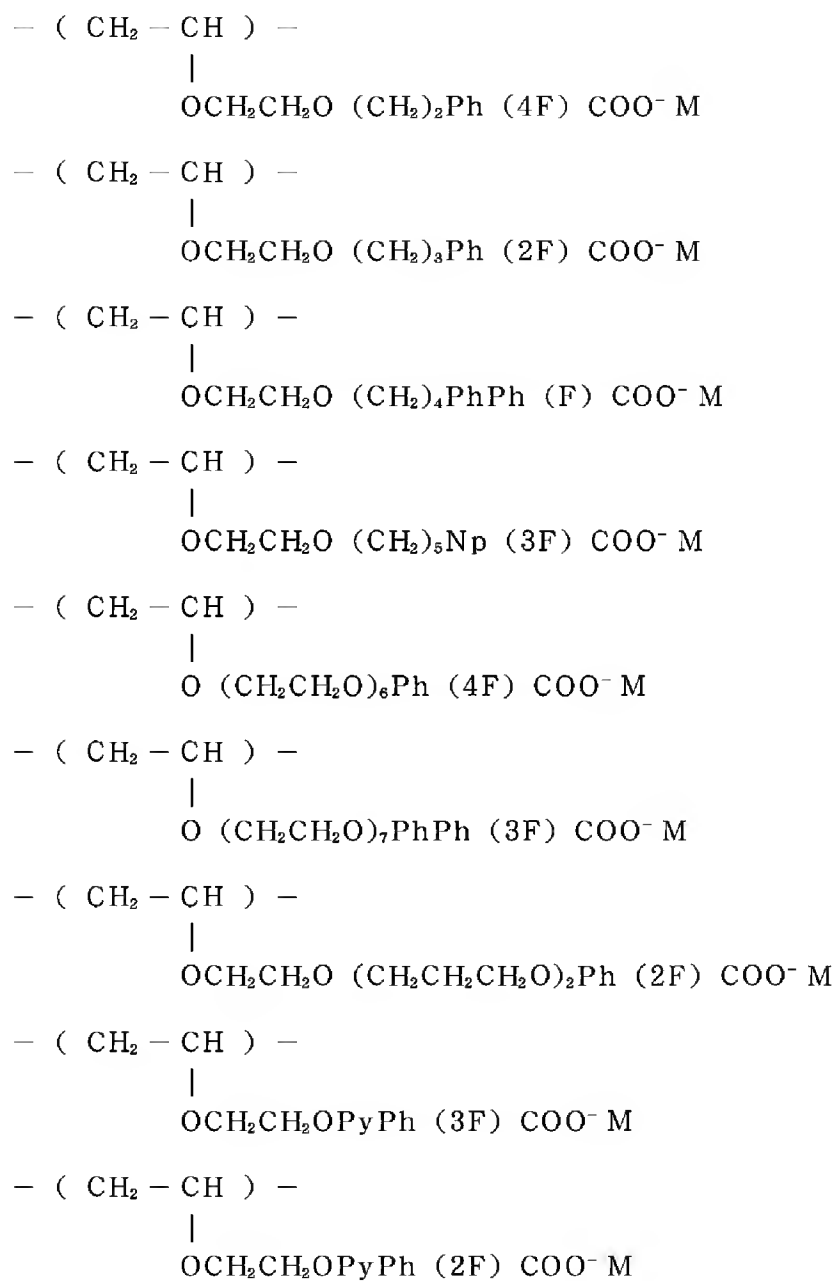 − ( CH₂ − CH ) −
|
OCH₂CH₂O (CH₂)₂Ph (4F) COO⁻ M
− ( CH₂ − CH ) −
|
OCH₂CH₂O (CH₂)₃Ph (2F) COO⁻ M
− ( CH₂ − CH ) −
|
OCH₂CH₂O (CH₂)₄PhPh (F) COO⁻ M
− ( CH₂ − CH ) −
|
OCH₂CH₂O (CH₂)₅Np (3F) COO⁻ M
− ( CH₂ − CH ) −
|
O (CH₂CH₂O)₆Ph (4F) COO⁻ M
− ( CH₂ − CH ) −
|
O (CH₂CH₂O)₇PhPh (3F) COO⁻ M
− ( CH₂ − CH ) −
|
OCH₂CH₂O (CH₂CH₂CH₂O)₂Ph (2F) COO⁻ M
− ( CH₂ − CH ) −
|
OCH₂CH₂OPyPh (3F) COO⁻ M
− ( CH₂ − CH ) −
|
OCH₂CH₂OPyPh (2F) COO⁻ M